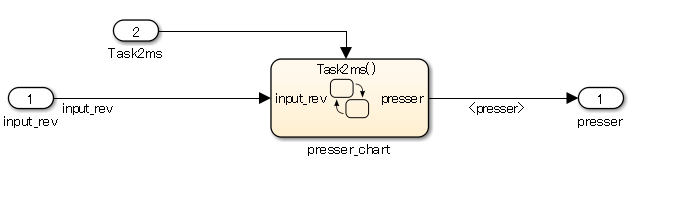 2
Task2ms
Task2ms()
1
input_rev
input_rev
input_rev
presser
<presser>
1
presser
presser_chart